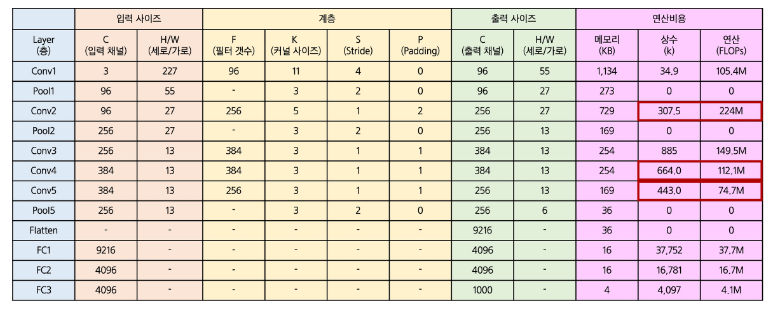 입력 사이즈 계층 출력 사이즈 연산비용
Layer (층) C (입력 채널) H/W (세로/가로) F (필터 갯수) K (커널 사이즈) S (Stride) P (Padding) C (출력 채널) H/W (세로/가로) 메모리 (KB) 상수 (k) 연산 (FLOPs)
Conv1 3 227 96 11 4 0 96 55 1,134 34.9 105.4M
Pool1 96 55 - 3 2 0 96 27 273 0 0
Conv2 96 27 256 5 1 2 256 27 729 307.5 224M
Pool2 256 27 - 3 2 0 256 13 169 0 0
Conv3 256 13 384 3 1 1 384 13 254 885 149.5M
Conv4 384 13 384 3 1 1 384 13 254 664.0 112.1M
Conv5 384 13 256 3 1 1 256 13 169 443.0 74.7M
Pool5 256 13 - 3 2 0 256 6 36 0 0
Flatten - - - - - - 9216 - 36 0 0
FC1 9216 - - - - - 4096 - 16 37,752 37.7M
FC2 4096 - - - - - 4096 - 16 16,781 16.7M
FC3 4096 - - - - - 1000 - 4 4,097 4.1M